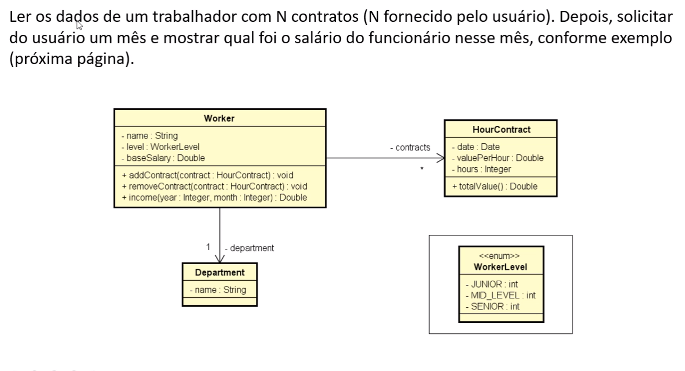 Ler os dados de um trabalhador com N contratos (N fornecido pelo usuário). Depois, solicitar
do usuário um mês e mostrar qual foi o salário do funcionário nesse mês, conforme exemplo
(próxima página).
Worker
- name : String
- level : WorkerLevel
- baseSalary : Double
+ addContract(contract : HourContract) : void
+ removeContract(contract : HourContract) : void
+ income(year : Integer, month : Integer) : Double
- contracts
*
HourContract
- date : Date
- valuePerHour : Double
- hours : Integer
+ totalValue() : Double
1 - department
Department
- name : String
<<enum>>
WorkerLevel
- JUNIOR : int
- MID_LEVEL : int
- SENIOR : int